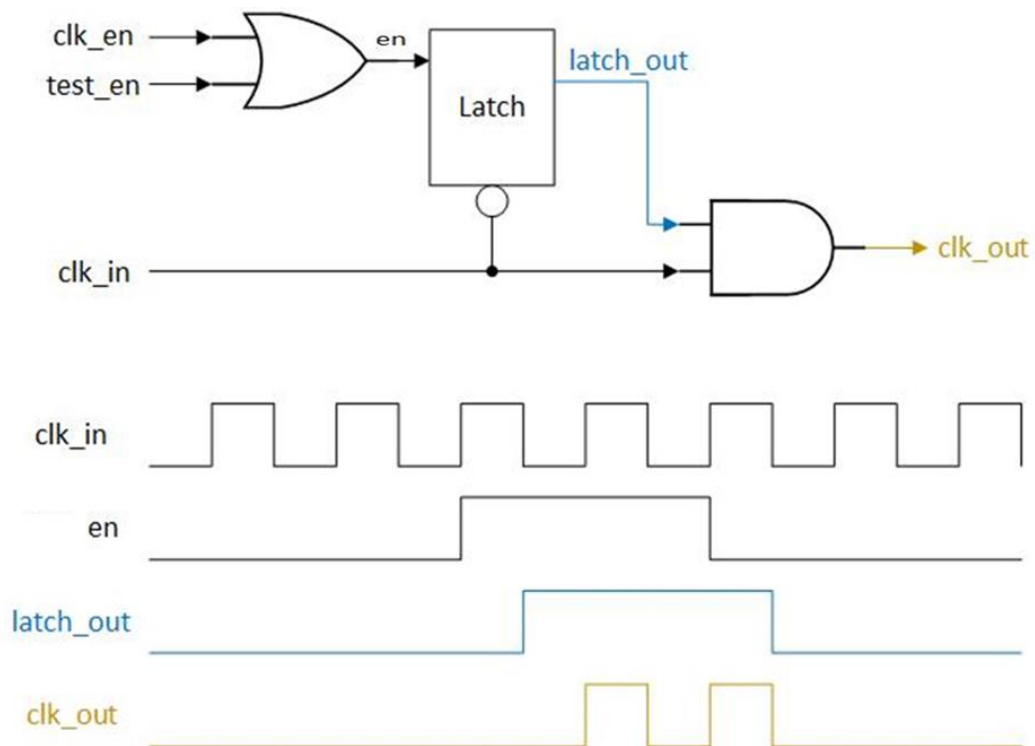 clk_en
en
latch_out
test_en
Latch
clk_in
clk_out
clk_in
en
latch_out
clk_out